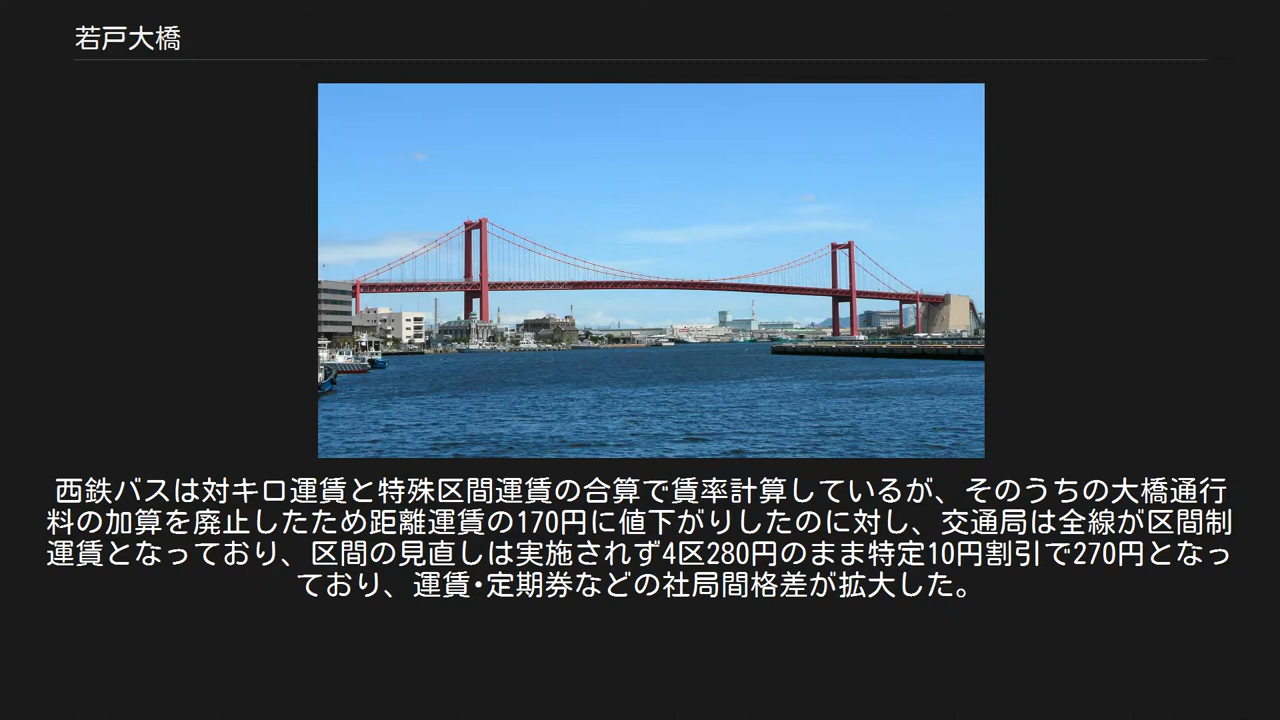 若戸大橋
西鉄バスは対キロ運賃と特殊区間運賃の合算で賃率計算しているが、そのうちの大橋通行
料の加算を廃止したため距離運賃の170円に値下がりしたのに対し、交通局は全線が区間制
運賃となっており、区間の見直しは実施されず4区280円のまま特定10円割引で270円となっ
ており、運賃･定期券などの社局間格差が拡大した。